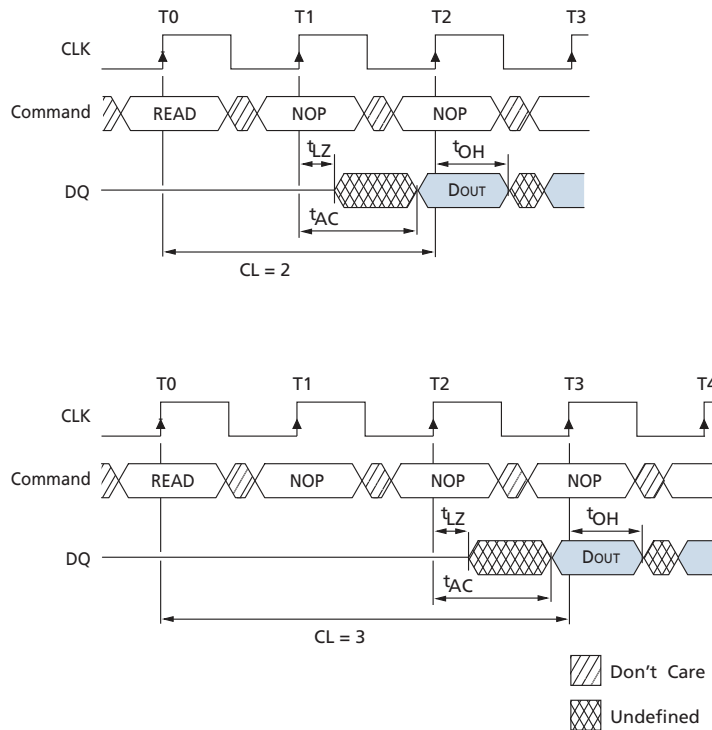 T0 T1 T2 T3
CLK
Command READ NOP NOP
tLZ tOH
DQ DOUT
tAC
CL = 2
T0 T1 T2 T3 T4
CLK
Command READ NOP NOP NOP
tLZ tOH
DQ DOUT
tAC
CL = 3
Don't Care
Undefined